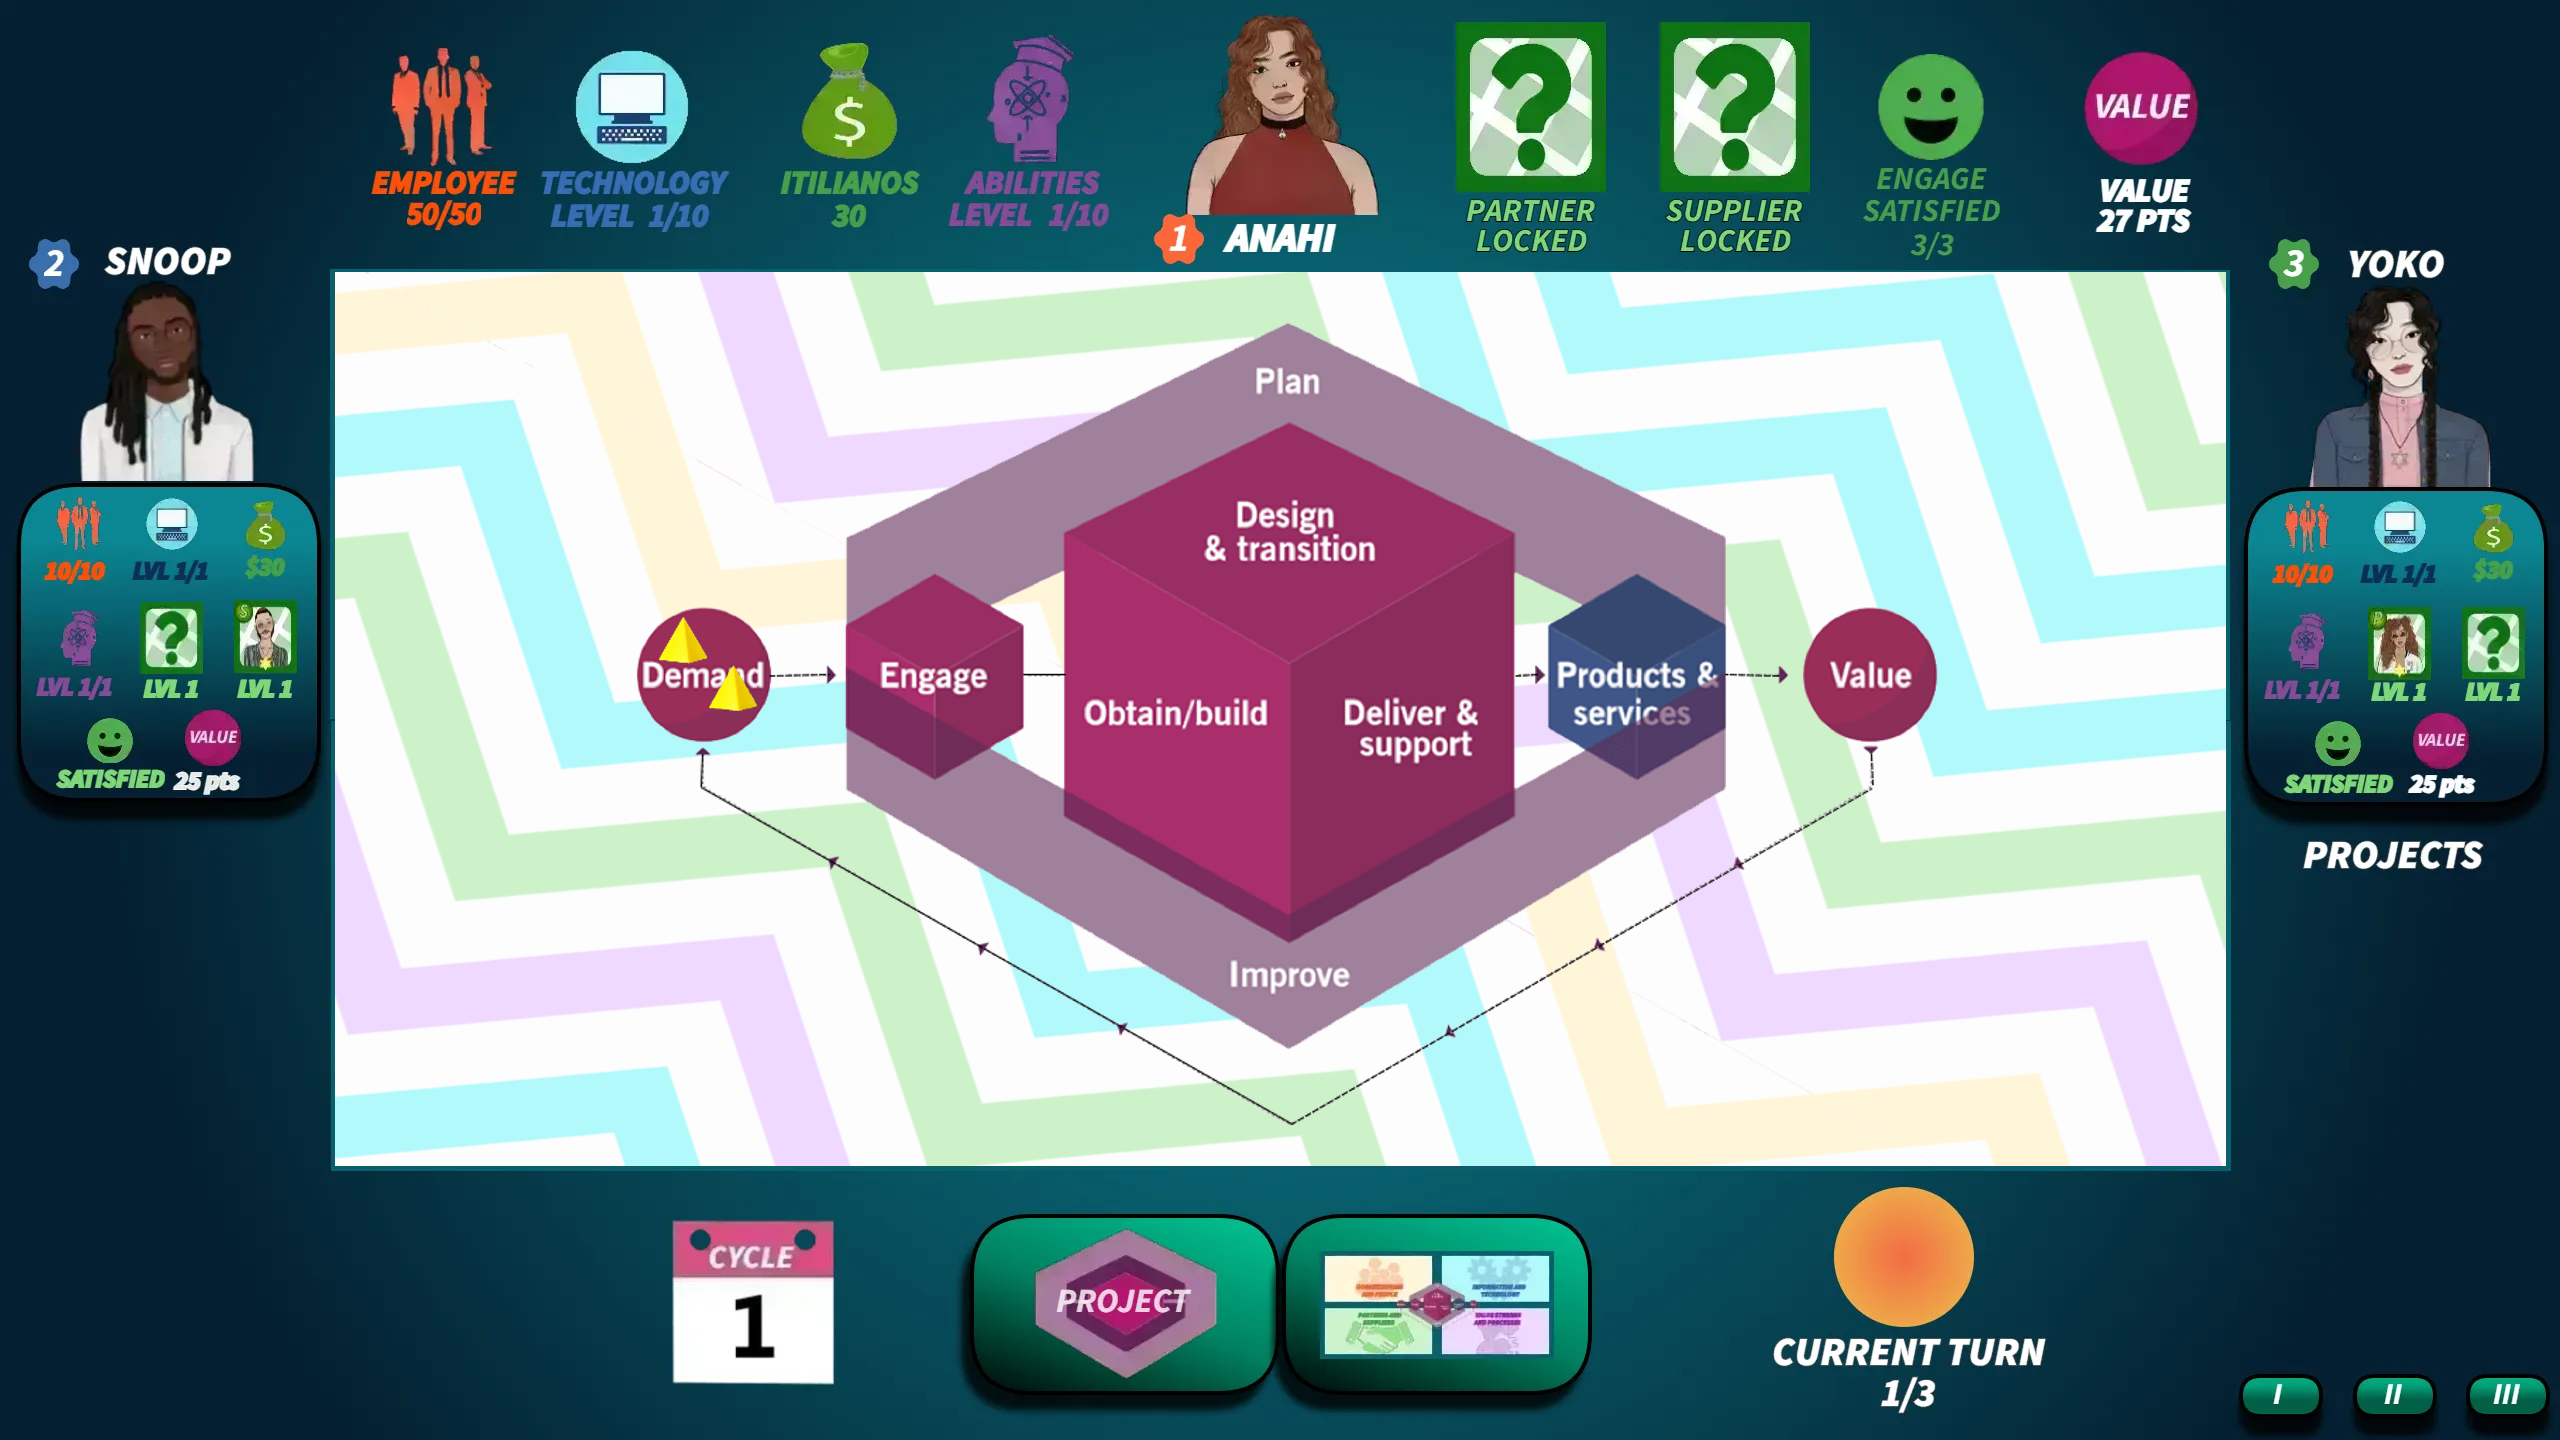 EMPLOYEE
50/50
TECHNOLOGY
LEVEL 1/10
$
ITILIANOS
30
ABILITIES
LEVEL 1/10
1 ANAHI
?
PARTNER
LOCKED
?
SUPPLIER
LOCKED
ENGAGE
SATISFIED
3/3
VALUE
VALUE
27 PTS
2 SNOOP
10/10
LVL 1/1
$
$30
LVL 1/1
?
LVL 1
S
LVL 1
SATISFIED
VALUE
25 pts
3 YOKO
10/10
LVL 1/1
$
$30
LVL 1/1
LVL 1
?
LVL 1
SATISFIED
VALUE
25 pts
PROJECTS
Plan
Design
& transition
Demand
Engage
Obtain/build
Deliver &
support
Products &
services
Value
Improve
CYCLE
1
PROJECT
CURRENT TURN
1/3
I
II
III